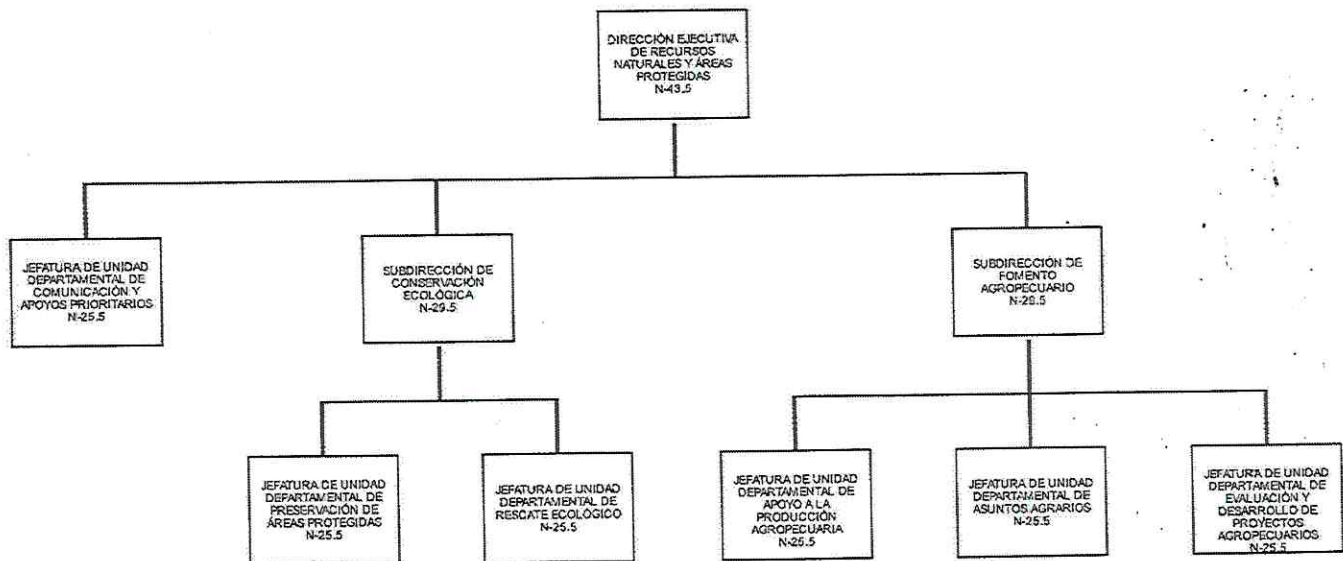 DIRECCIÓN EJECUTIVA
DE RECURSOS
NATURALES Y ÁREAS
PROTEGIDAS
N-43.5
JEFATURA DE UNIDAD
DEPARTAMENTAL DE
COMUNICACIÓN Y
APOYOS PRIORITARIOS
N-25.5
SUBDIRECCIÓN DE
CONSERVACIÓN
ECOLÓGICA
N-29.5
SUBDIRECCIÓN DE
FOMENTO
AGROPECUARIO
N-29.5
JEFATURA DE UNIDAD
DEPARTAMENTAL DE
PRESERVACIÓN DE
ÁREAS PROTEGIDAS
N-25.5
JEFATURA DE UNIDAD
DEPARTAMENTAL DE
RESCATE ECOLÓGICO
N-25.5
JEFATURA DE UNIDAD
DEPARTAMENTAL DE
APOYO A LA
PRODUCCIÓN
AGROPECUARIA
N-25.5
JEFATURA DE UNIDAD
DEPARTAMENTAL DE
ASUNTOS AGRARIOS
N-25.5
JEFATURA DE UNIDAD
DEPARTAMENTAL DE
EVALUACIÓN Y
DESARROLLO DE
PROYECTOS
AGROPECUARIOS
N-25.5